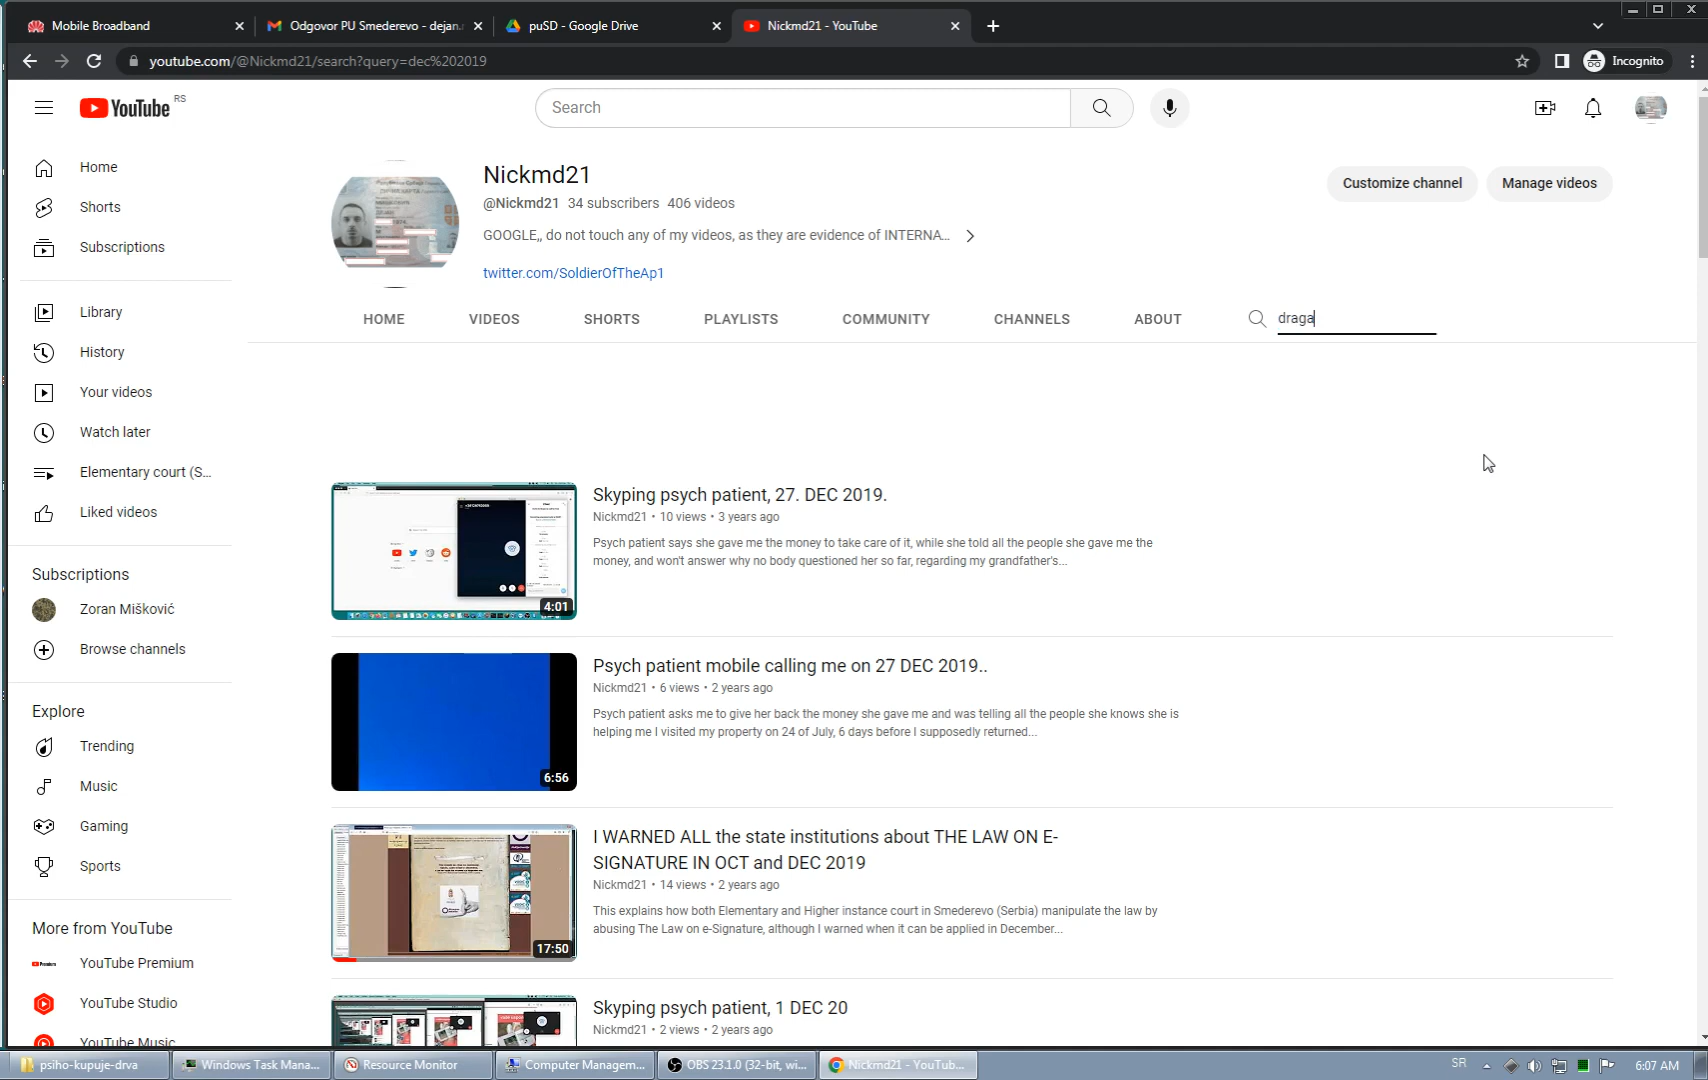 Mobile Broadband
Odgovor PU Smederevo - dejan.n
puSD - Google Drive
Nickmd21 - YouTube
youtube.com/@Nickmd21/search?query=dec%202019
Incognito
YouTube RS
Search
Home
Shorts
Subscriptions
Library
History
Your videos
Watch later
Elementary court (S...
Liked videos
Subscriptions
Zoran Mišković
Browse channels
Explore
Trending
Music
Gaming
Sports
More from YouTube
YouTube Premium
YouTube Studio
YouTube Music
Nickmd21
@Nickmd21 34 subscribers 406 videos
GOOGLE,, do not touch any of my videos, as they are evidence of INTERNA...
twitter.com/SoldierOfTheAp1
Customize channel
Manage videos
HOME VIDEOS SHORTS PLAYLISTS COMMUNITY CHANNELS ABOUT draga
4:01
Skyping psych patient, 27. DEC 2019.
Nickmd21 • 10 views • 3 years ago
Psych patient says she gave me the money to take care of it, while she told all the people she gave me the
money, and won't answer why no body questioned her so far, regarding my grandfather's...
6:56
Psych patient mobile calling me on 27 DEC 2019..
Nickmd21 • 6 views • 2 years ago
Psych patient asks me to give her back the money she gave me and was telling all the people she knows she is
helping me I visited my property on 24 of July, 6 days before I supposedly returned...
17:50
I WARNED ALL the state institutions about THE LAW ON E-
SIGNATURE IN OCT and DEC 2019
Nickmd21 • 14 views • 2 years ago
This explains how both Elementary and Higher instance court in Smederevo (Serbia) manipulate the law by
abusing The Law on e-Signature, although I warned when it can be applied in December...
Skyping psych patient, 1 DEC 20
Nickmd21 • 2 views • 2 years ago
psiho-kupuje-drva
Windows Task Mana...
Resource Monitor
Computer Managem...
OBS 23.1.0 (32-bit, wi...
Nickmd21 - YouTub...
SR
6:07 AM